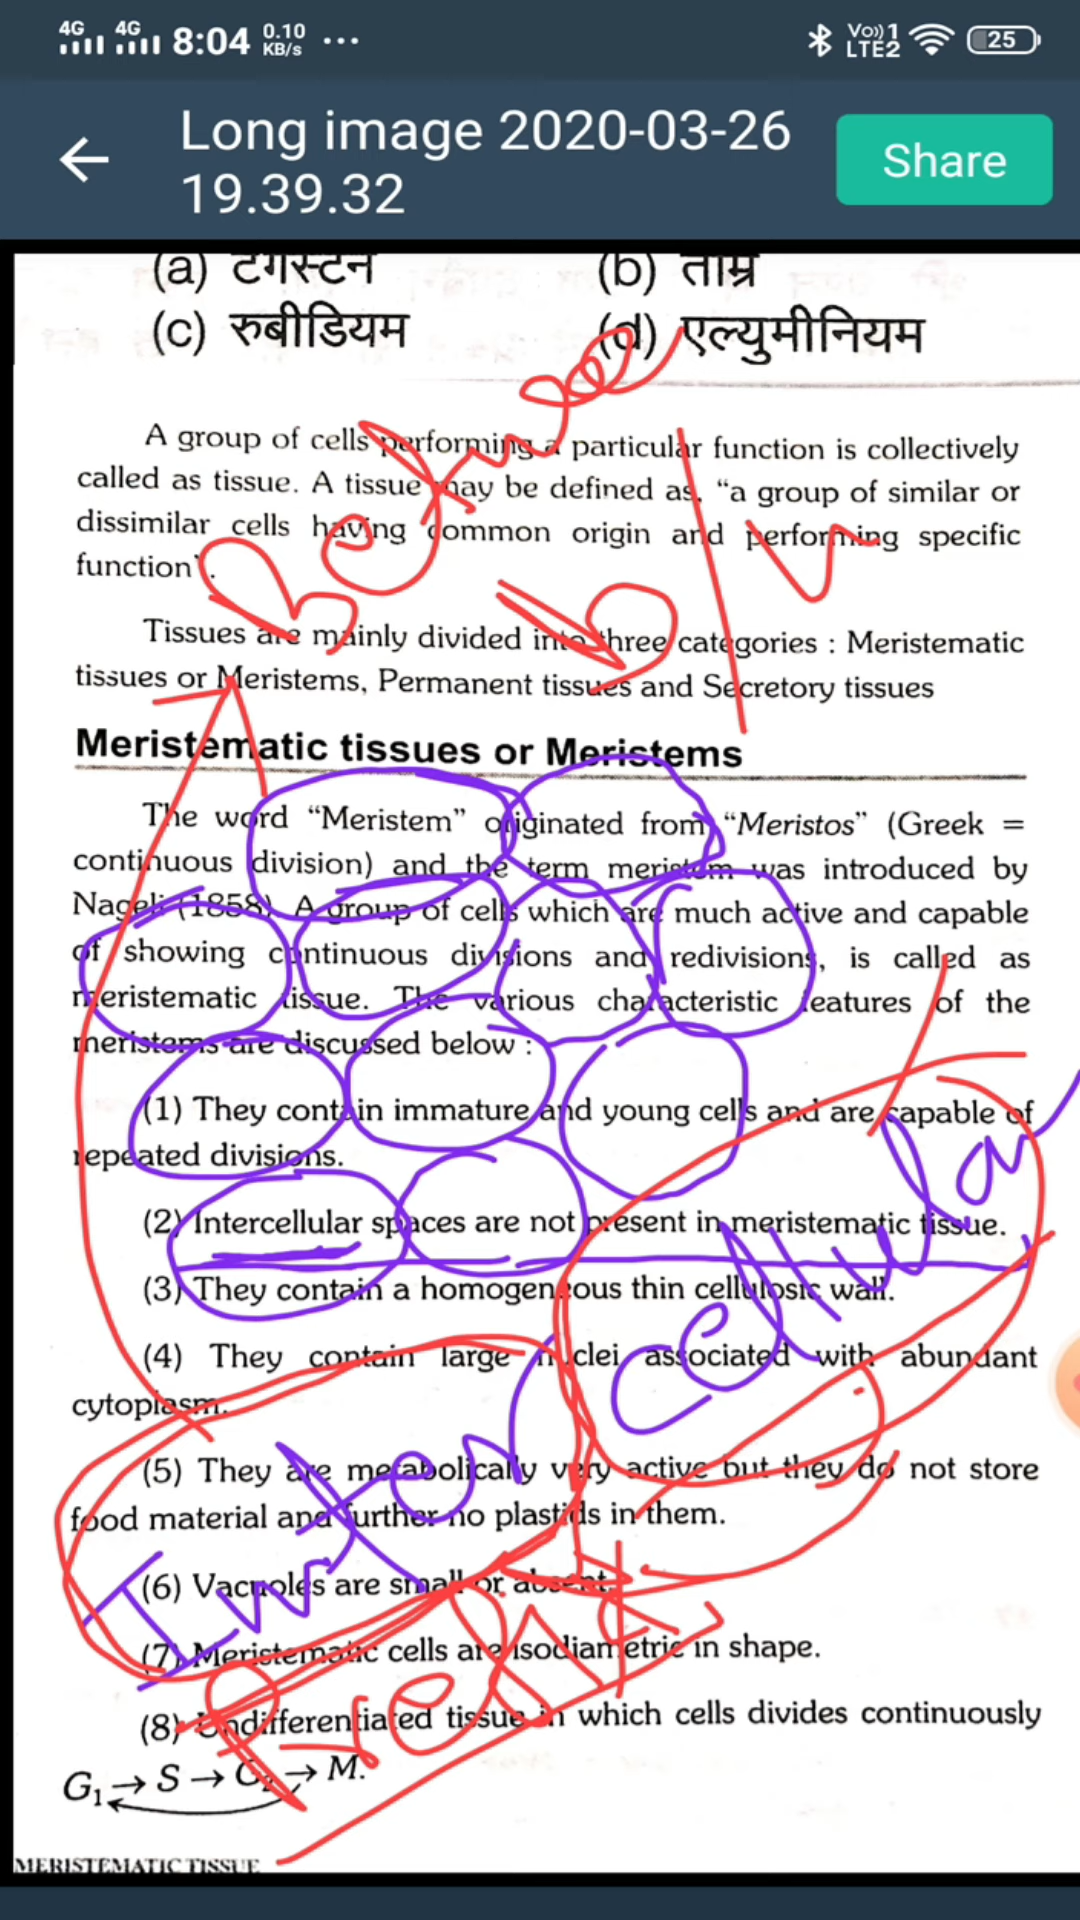 4G 4G 8:04 0.10 KB/s ... Vo)) 1 LTE2 25
Long image 2020-03-26
19.39.32
Share
(a) टंगस्टन (b) ताम्र
(c) रुबीडियम (d) एल्युमीनियम
A group of cells performing a particular function is collectively
called as tissue. A tissue may be defined as, “a group of similar or
dissimilar cells having common origin and performing specific
function”.
Tissues are mainly divided into three categories : Meristematic
tissues or Meristems, Permanent tissues and Secretory tissues
b/w
Meristematic tissues or Meristems
The word “Meristem” originated from “Meristos” (Greek =
continuous division) and the term meristem was introduced by
Nageli (1858). A group of cells which are much active and capable
of showing continuous divisions and redivisions, is called as
meristematic tissue. The various characteristic features of the
meristems are discussed below :
(1) They contain immature and young cells and are capable of
repeated divisions.
(2) Intercellular spaces are not present in meristematic tissue.
(3) They contain a homogeneous thin cellulosic wall.
(4) They contain large nuclei associated with abundant
cytoplasm.
(5) They are metabolically very active but they do not store
food material and further no plastids in them.
(6) Vacuoles are small or absent.
(7) Meristematic cells are isodiametric in shape.
(8) Undifferentiated tissue in which cells divides continuously
G₁ → S → G₂ → M.
Inter cellular
MERISTEMATIC TISSUE